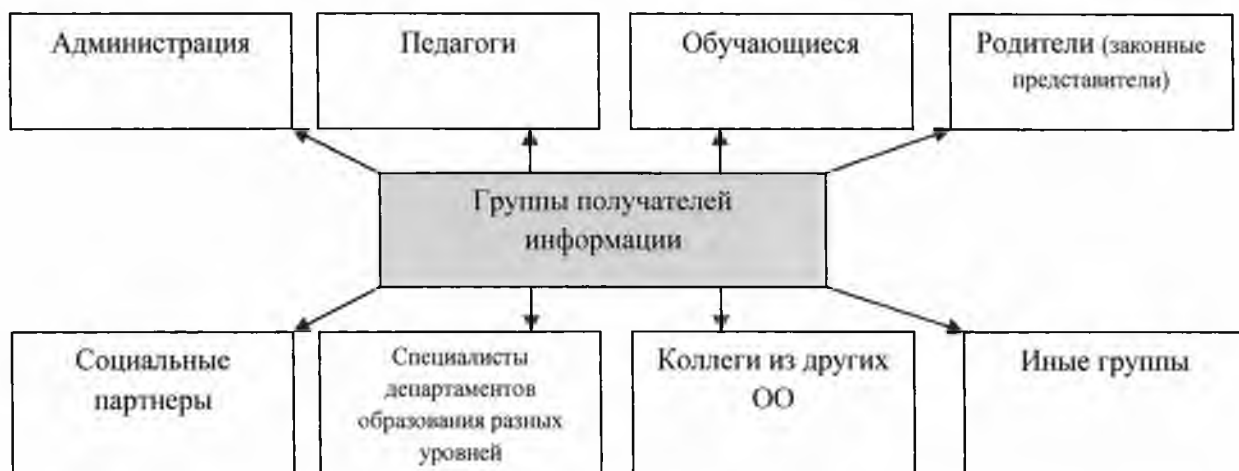 Администрация
Педагоги
Обучающиеся
Родители (законные
представители)
Группы получателей
информации
Социальные
партнеры
Специалисты
департаментов
образования разных
уровней
Коллеги из других
ОО
Иные группы